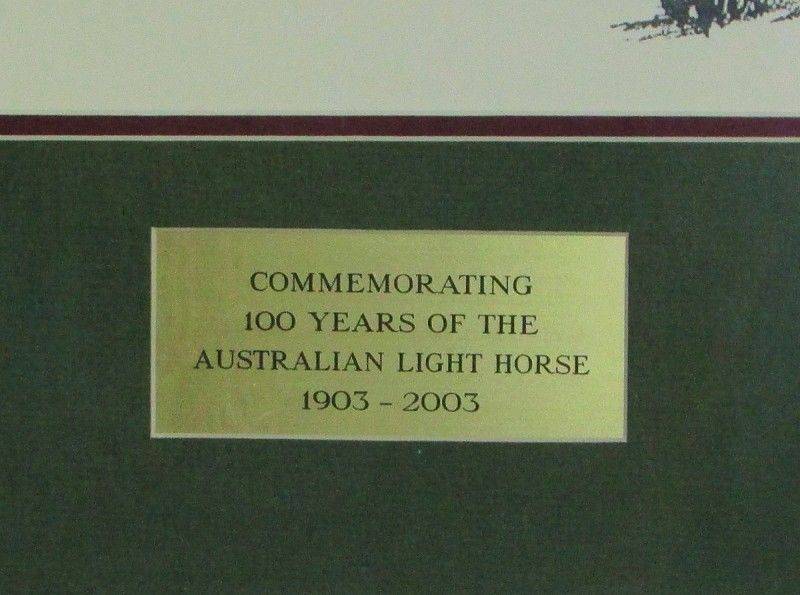 COMMEMORATING
100 YEARS OF THE
AUSTRALIAN LIGHT HORSE
1903 - 2003